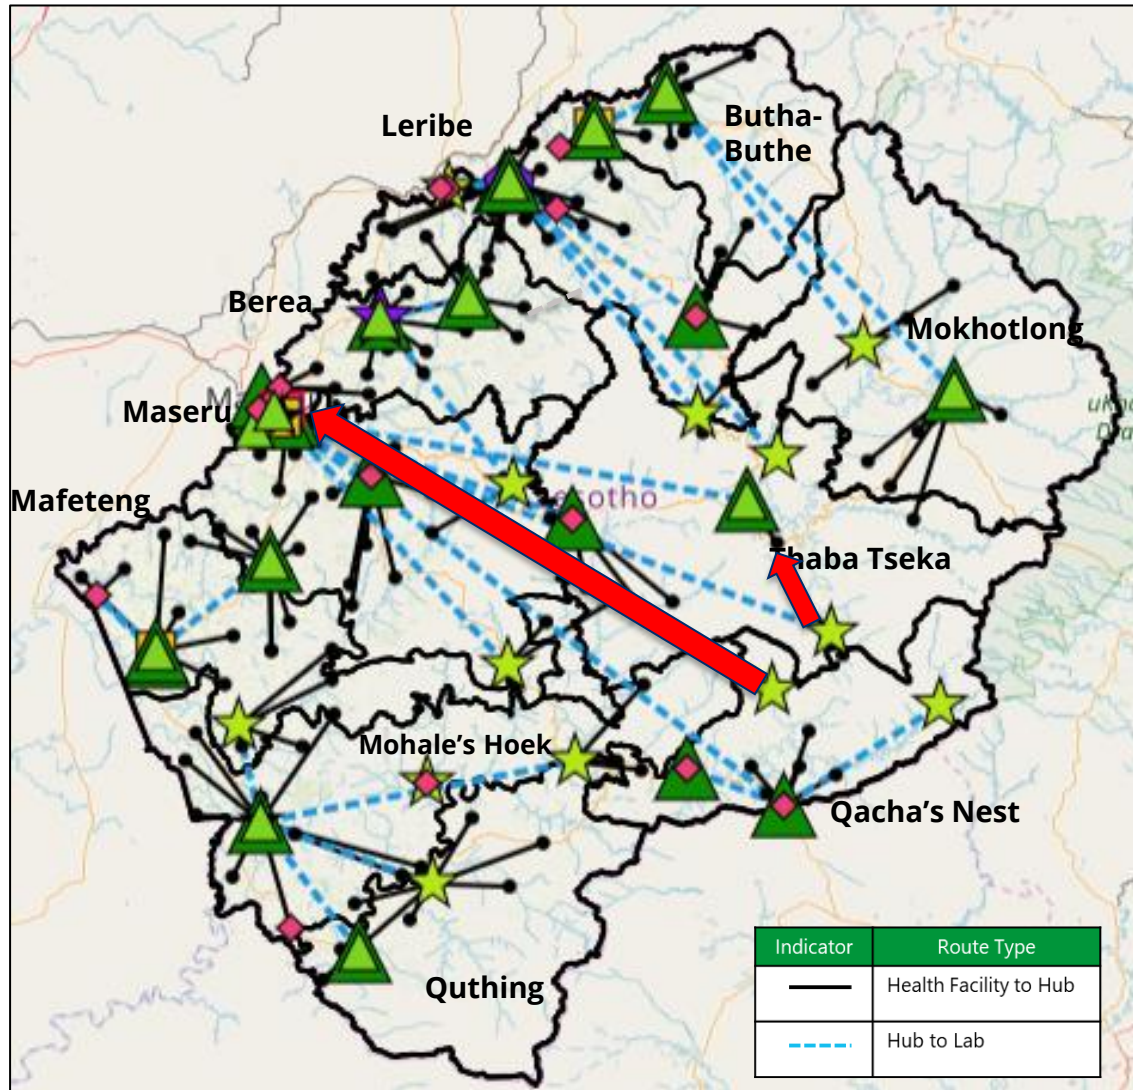 Leribe
Butha-
Buthe
Berea
Mokhotlong
Maseru
Mafeteng
Lesotho
Thaba Tseka
Mohale's Hoek
Qacha's Nest
Quthing
Indicator Route Type
Health Facility to Hub
Hub to Lab